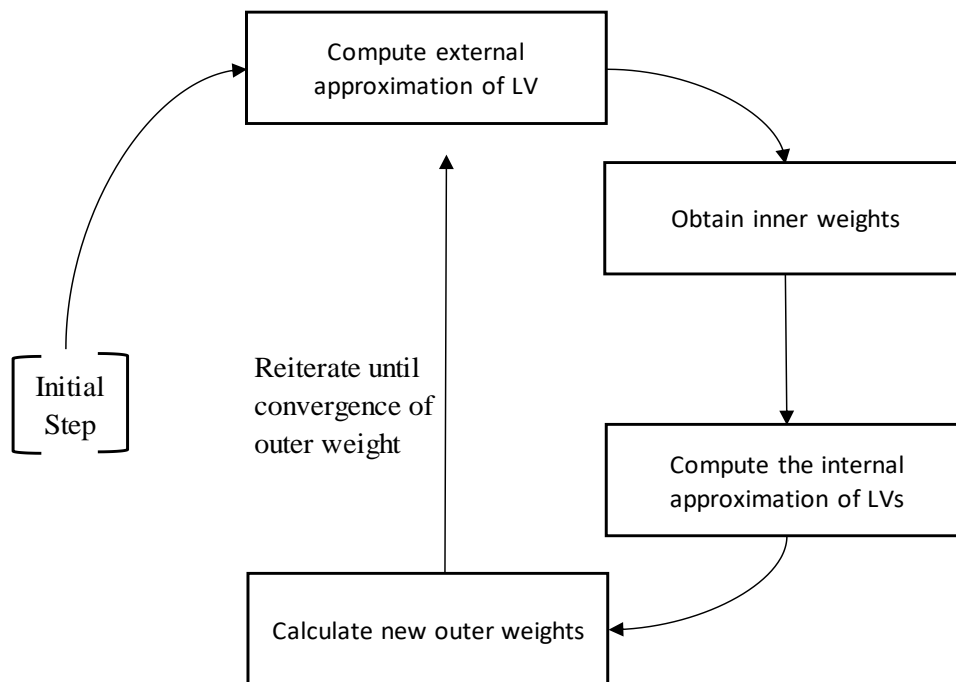 Compute external
approximation of LV
Obtain inner weights
Initial
Step
Reiterate until
convergence of
outer weight
Compute the internal
approximation of LVs
Calculate new outer weights